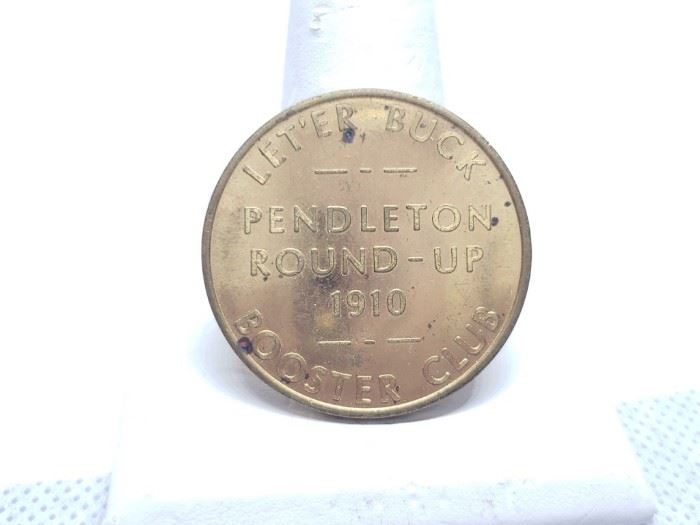 LET'ER BUCK
PENDLETON
ROUND-UP
1910
BOOSTER CLUB